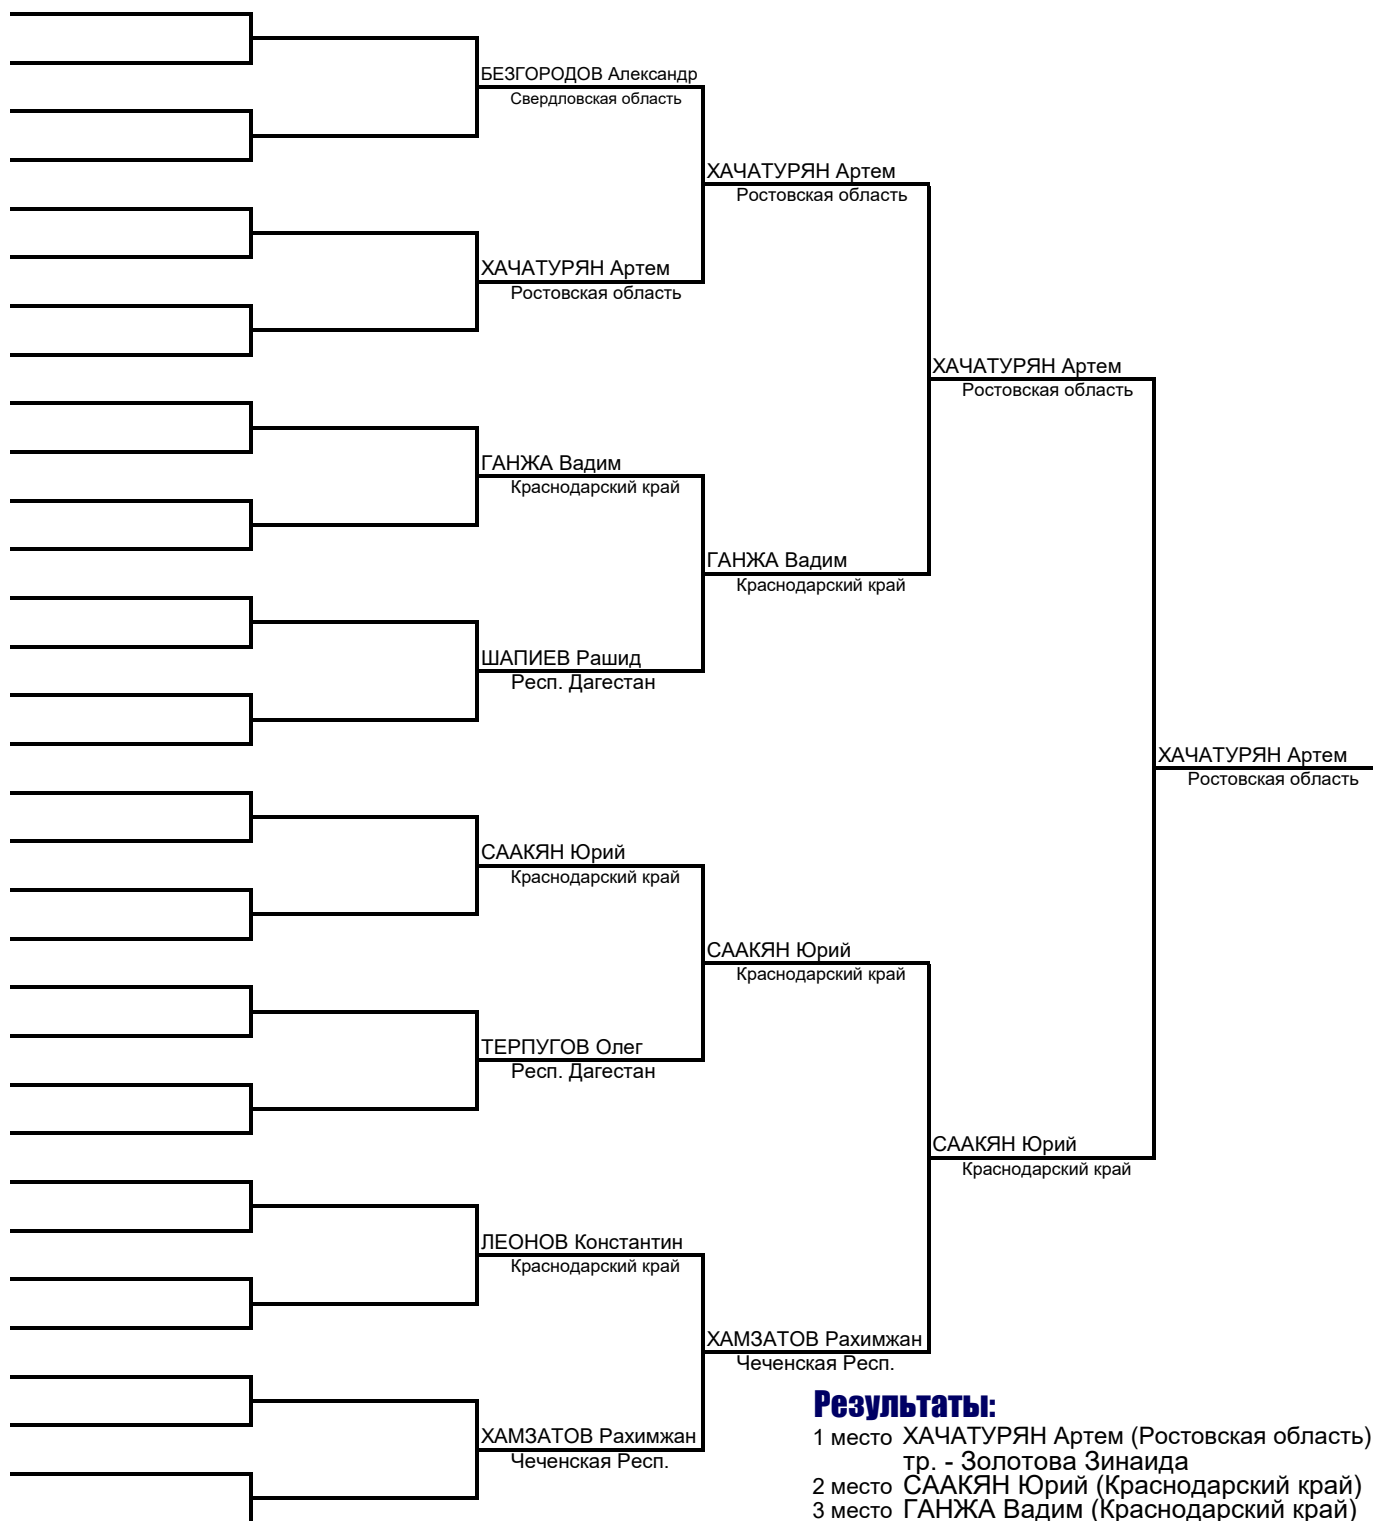 БЕЗГОРОДОВ Александр
Свердловская область
ХАЧАТУРЯН Артем
Ростовская область
ХАЧАТУРЯН Артем
Ростовская область
ХАЧАТУРЯН Артем
Ростовская область
ГАНЖА Вадим
Краснодарский край
ГАНЖА Вадим
Краснодарский край
ШАПИЕВ Рашид
Респ. Дагестан
ХАЧАТУРЯН Артем
Ростовская область
СААКЯН Юрий
Краснодарский край
СААКЯН Юрий
Краснодарский край
ТЕРПУГОВ Олег
Респ. Дагестан
СААКЯН Юрий
Краснодарский край
ЛЕОНОВ Константин
Краснодарский край
ХАМЗАТОВ Рахимжан
Чеченская Респ.
ХАМЗАТОВ Рахимжан
Чеченская Респ.
Результаты:
1 место ХАЧАТУРЯН Артем (Ростовская область)
тр. - Золотова Зинаида
2 место СААКЯН Юрий (Краснодарский край)
3 место ГАНЖА Вадим (Краснодарский край)